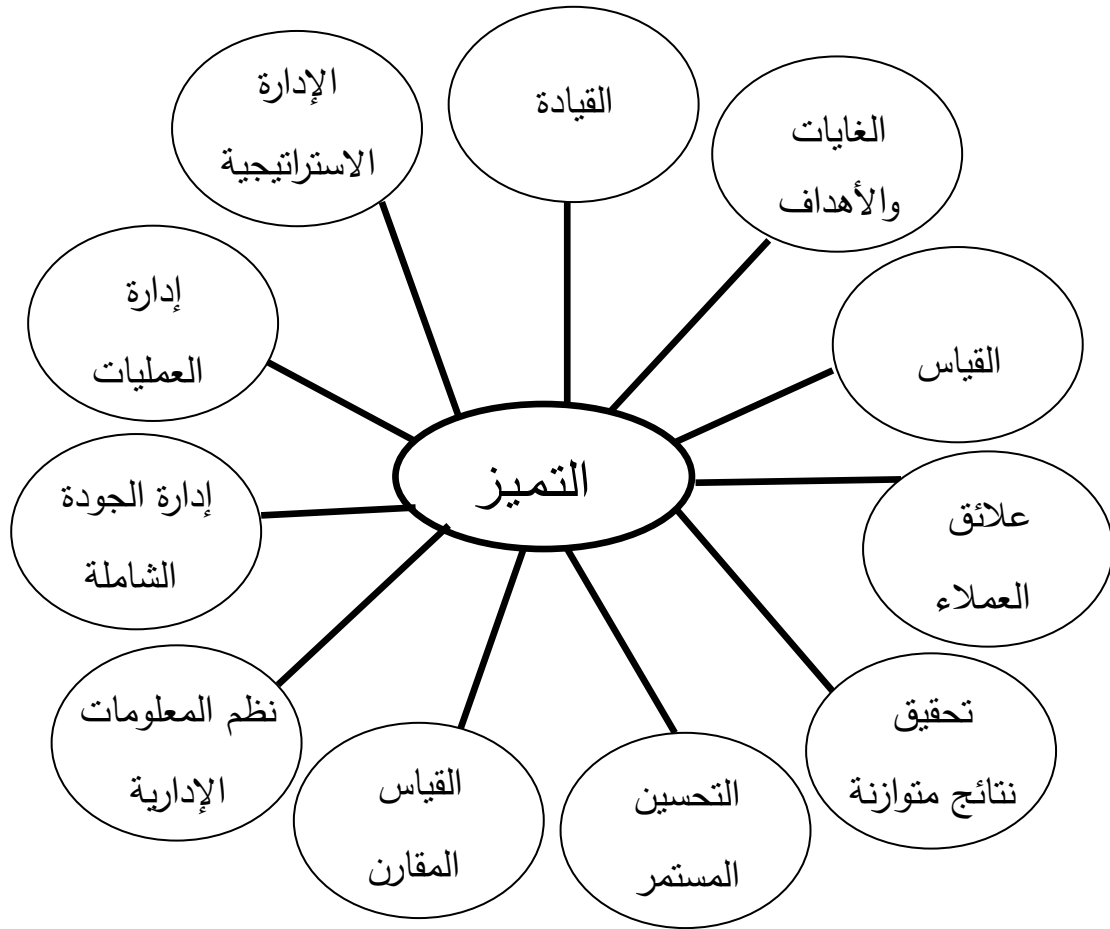 القيادة
الغايات
والأهداف
القياس
علائق
العملاء
تحقيق
نتائج متوازنة
التحسين
المستمر
القياس
المقارن
نظم المعلومات
الإدارية
إدارة الجودة
الشاملة
إدارة
العمليات
الإدارة
الاستراتيجية
التميز